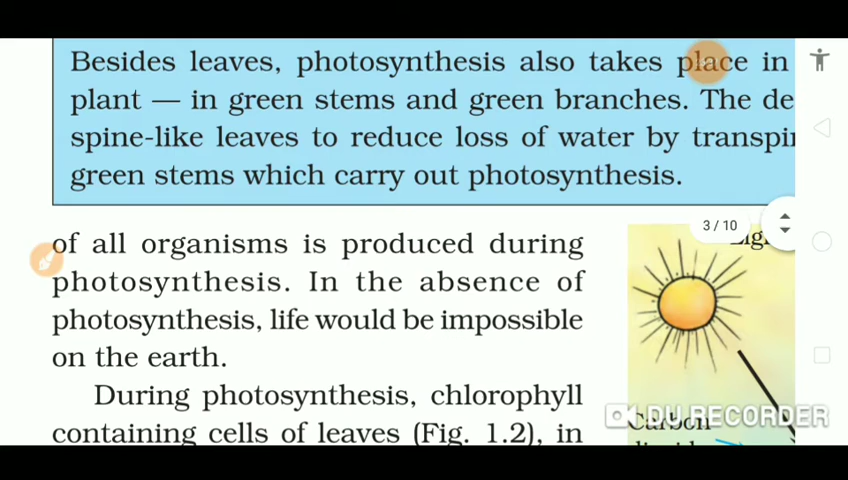 Besides leaves, photosynthesis also takes place in
plant — in green stems and green branches. The de
spine-like leaves to reduce loss of water by transpi
green stems which carry out photosynthesis.
3 / 10
of all organisms is produced during
photosynthesis. In the absence of
photosynthesis, life would be impossible
on the earth.
During photosynthesis, chlorophyll
containing cells of leaves (Fig. 1.2), in
Carbon
DU RECORDER